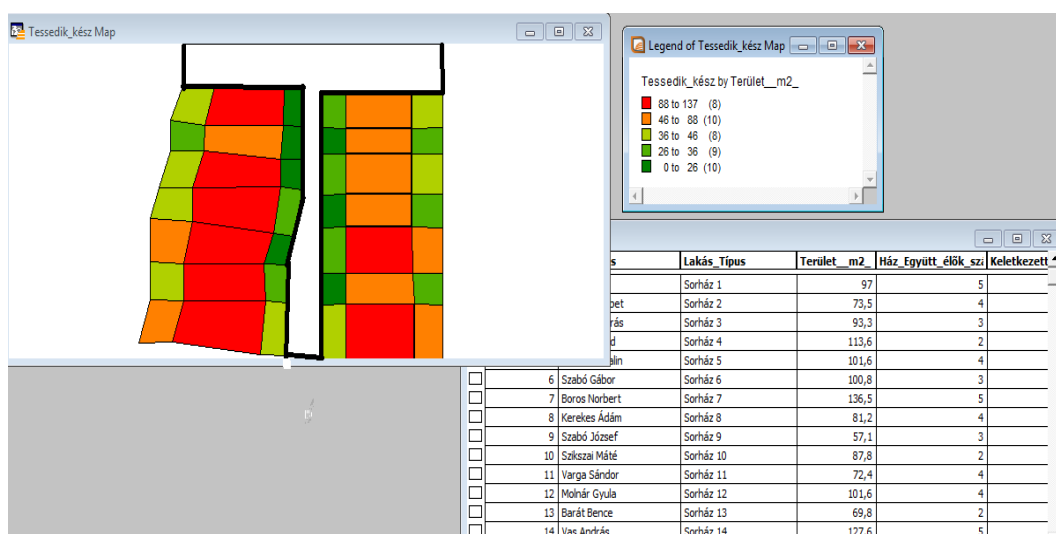 Tessedik_kész Map
Legend of Tessedik_kész Map
Tessedik_kész by Terület__m2_
88 to 137 (8)
46 to 88 (10)
36 to 46 (8)
26 to 36 (9)
0 to 26 (10)
s Lakás_Típus Terület__m2_ Ház_Együtt_élők_szá Keletkezett
Sorház 1 97 5
bet Sorház 2 73,5 4
rás Sorház 3 93,3 3
d Sorház 4 113,6 2
alin Sorház 5 101,6 4
6 Szabó Gábor Sorház 6 100,8 3
7 Boros Norbert Sorház 7 136,5 5
8 Kerekes Ádám Sorház 8 81,2 4
9 Szabó József Sorház 9 57,1 3
10 Szikszai Máté Sorház 10 87,8 2
11 Varga Sándor Sorház 11 72,4 4
12 Molnár Gyula Sorház 12 101,6 4
13 Barát Bence Sorház 13 69,8 2
14 Vas András Sorház 14 127,6 5